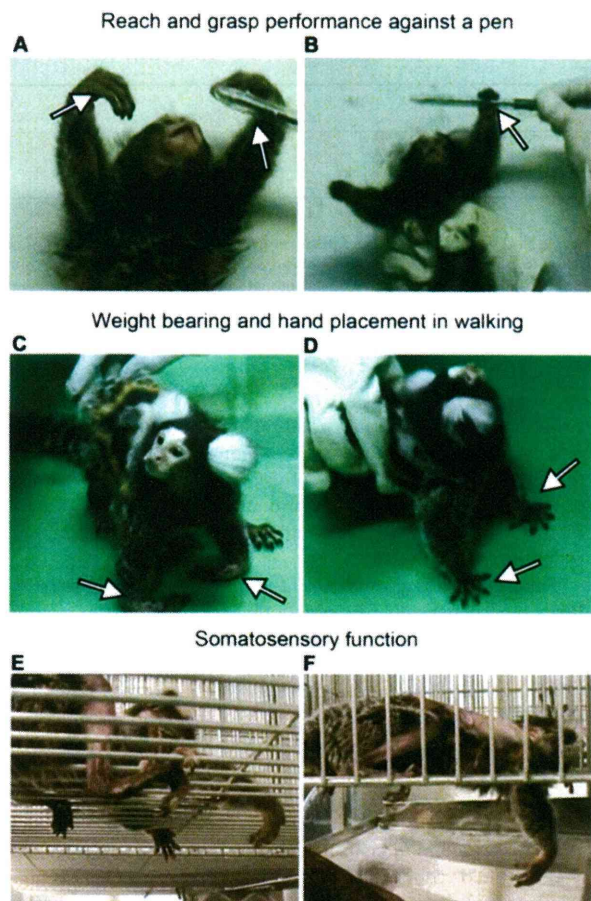 Reach and grasp performance against a pen
A
B
Weight bearing and hand placement in walking
C
D
Somatosensory function
E
F